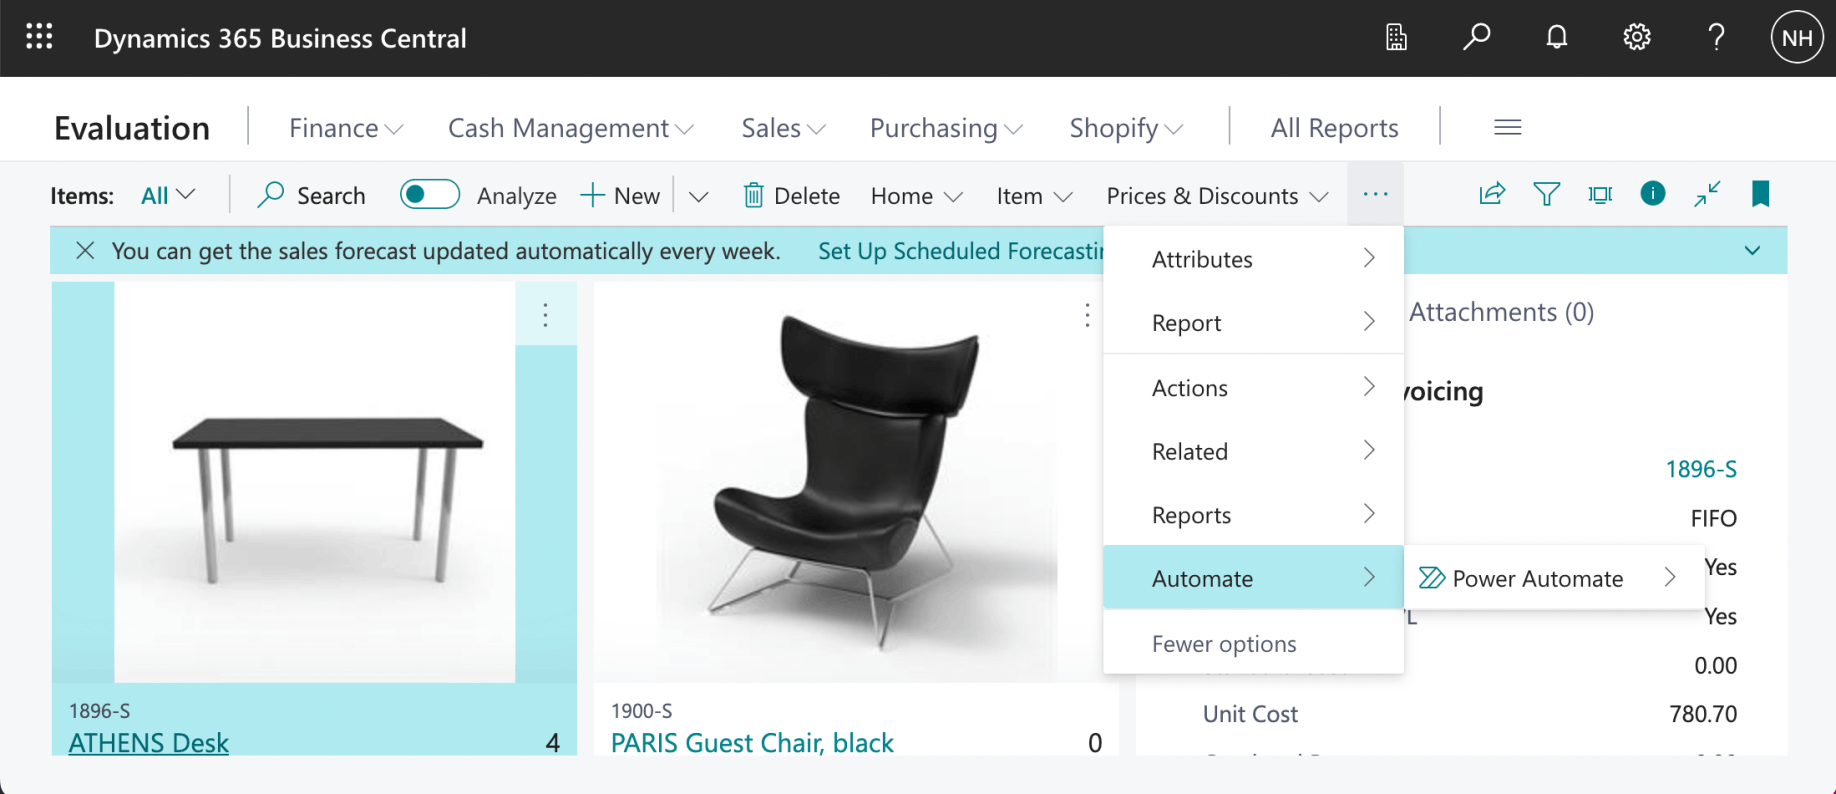 Dynamics 365 Business Central
NH
Evaluation
Finance
Cash Management
Sales
Purchasing
Shopify
All Reports
Items: All
Search
Analyze
New
Delete
Home
Item
Prices & Discounts
You can get the sales forecast updated automatically every week. Set Up Scheduled
Attributes
Report
Actions
Related
Reports
Automate
Power Automate
Fewer options
Attachments (0)
1896-S
FIFO
Yes
Yes
0.00
Unit Cost 780.70
1896-S
ATHENS Desk 4
1900-S
PARIS Guest Chair, black 0